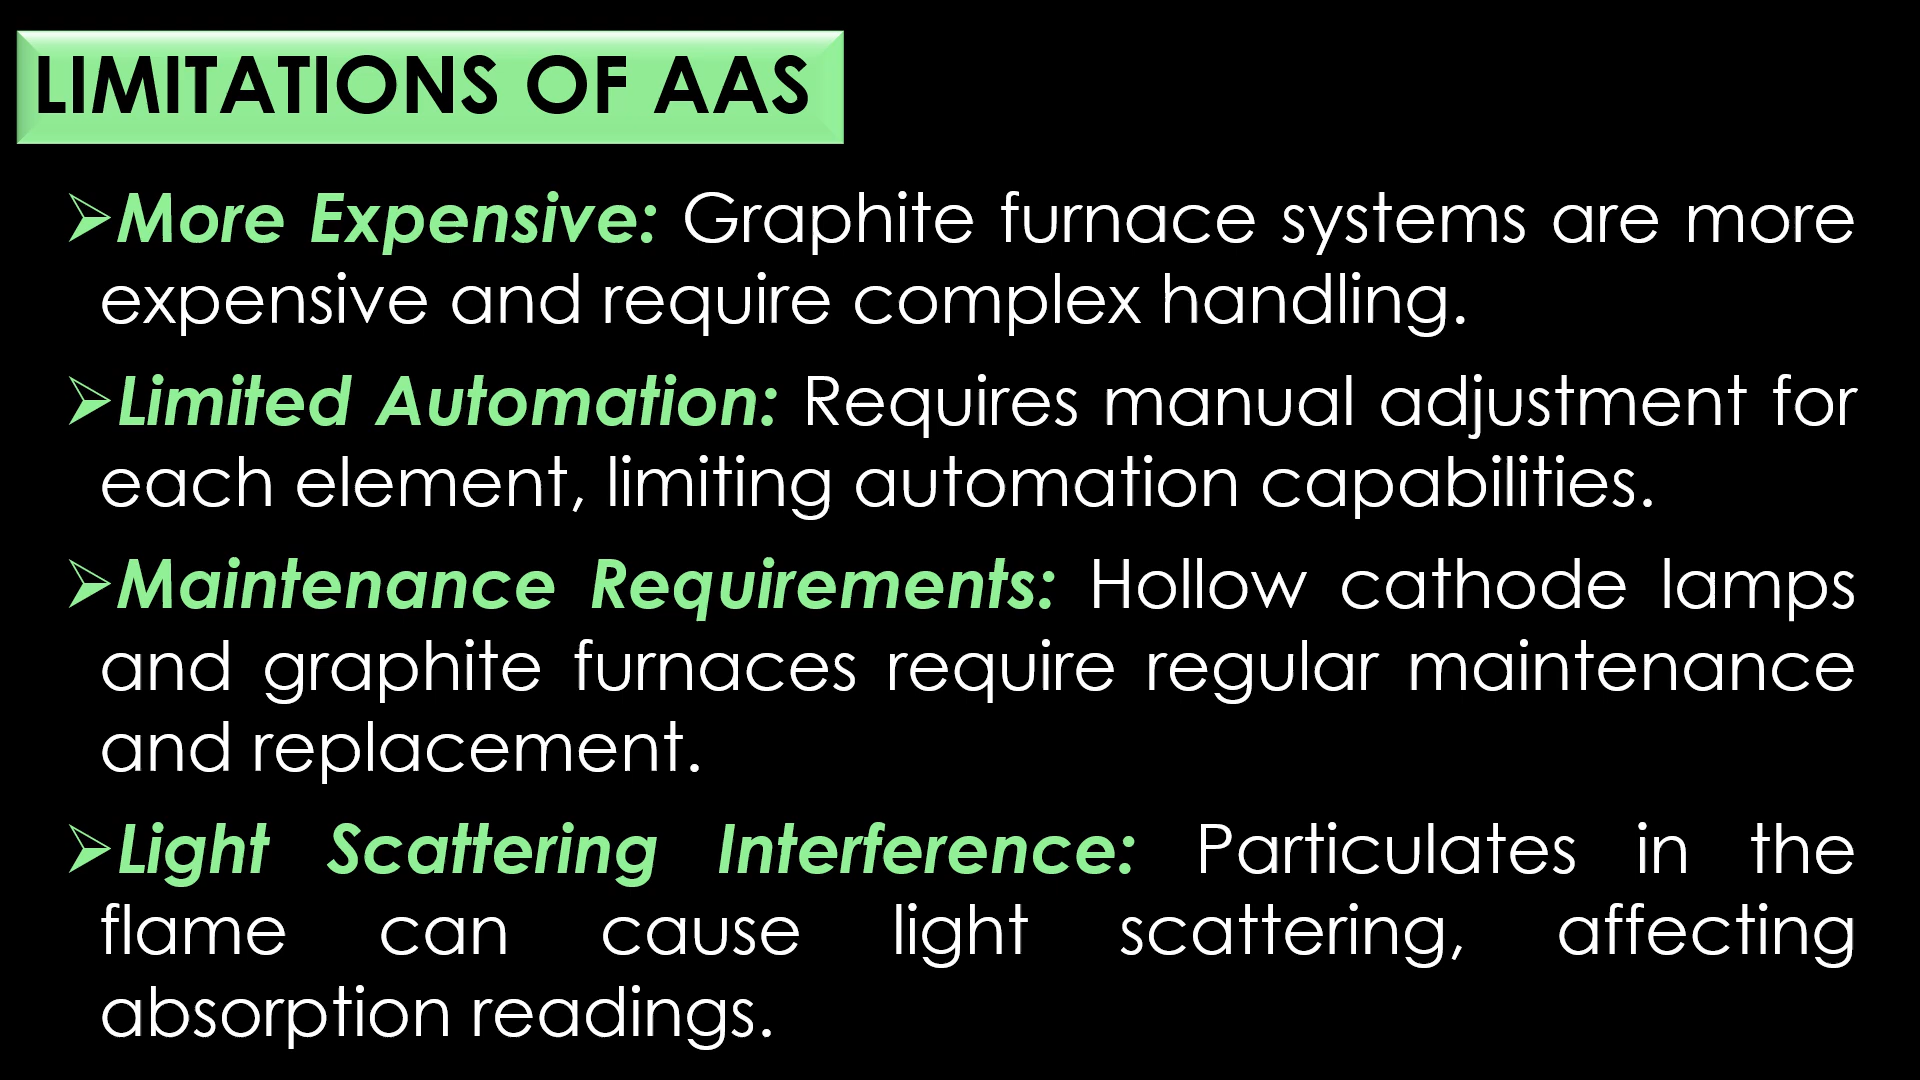 LIMITATIONS OF AAS
➢More Expensive: Graphite furnace systems are more
expensive and require complex handling.
➢Limited Automation: Requires manual adjustment for
each element, limiting automation capabilities.
➢Maintenance Requirements: Hollow cathode lamps
and graphite furnaces require regular maintenance
and replacement.
➢Light Scattering Interference: Particulates in the
flame can cause light scattering, affecting
absorption readings.